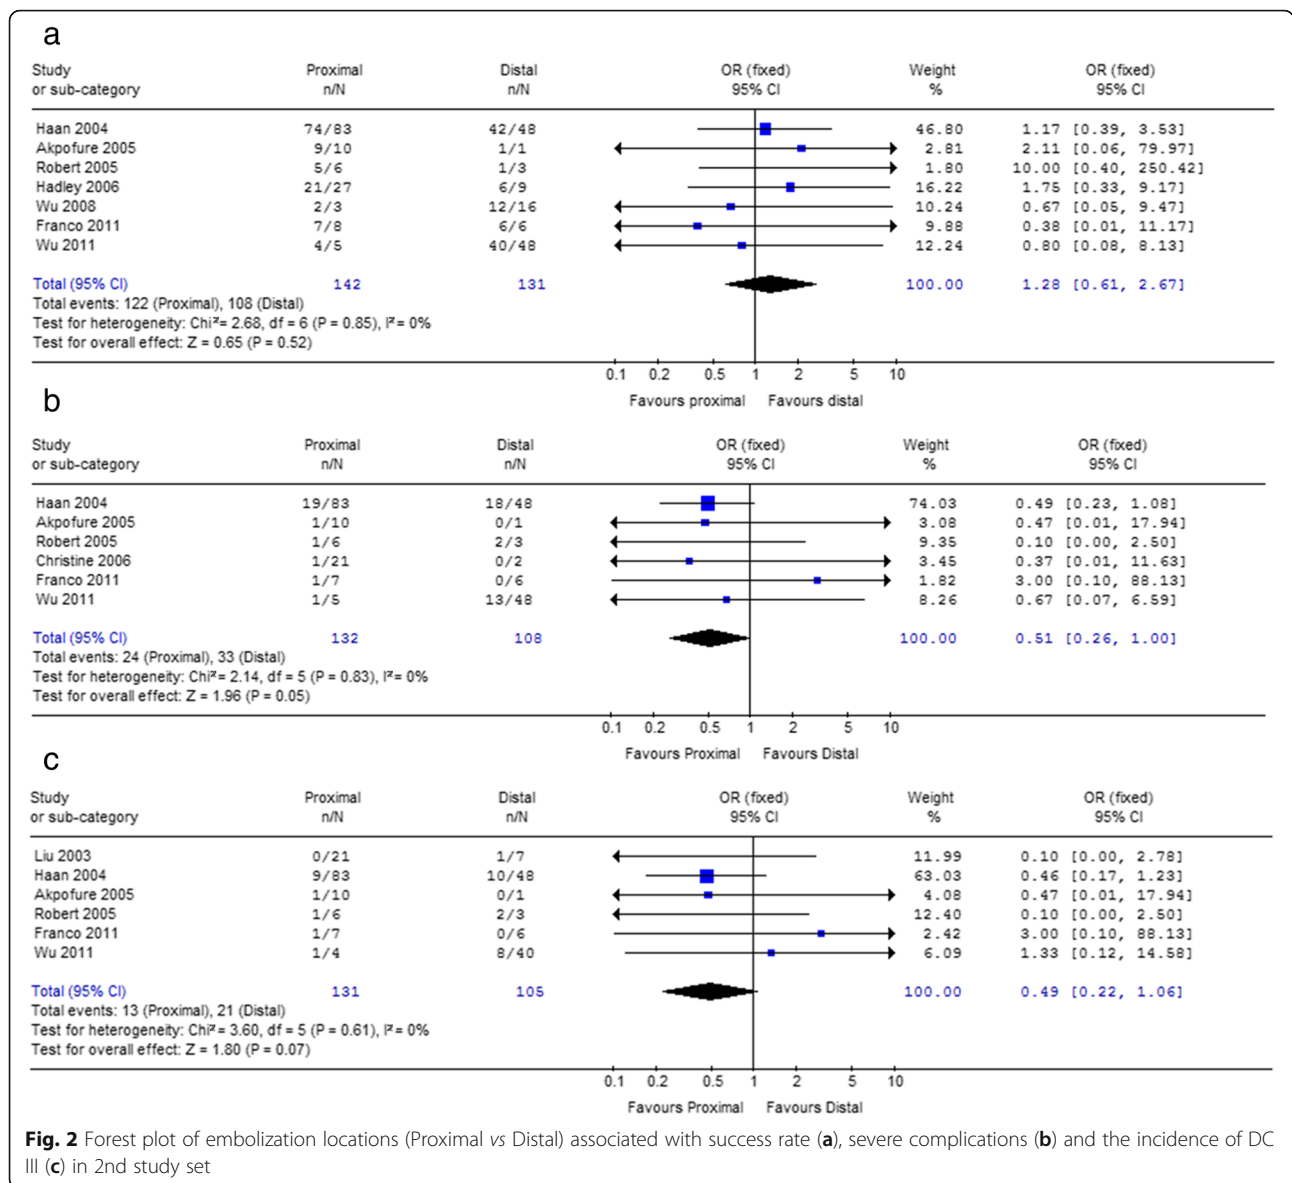 a
Study Proximal Distal OR (fixed) Weight OR (fixed)
or sub-category n/N n/N 95% CI % 95% CI
Haan 2004 74/83 42/48 46.80 1.17 [0.39, 3.53]
Akpofure 2005 9/10 1/1 2.81 2.11 [0.06, 79.97]
Robert 2005 5/6 1/3 1.80 10.00 [0.40, 250.42]
Hadley 2006 21/27 6/9 16.22 1.75 [0.33, 9.17]
Wu 2008 2/3 12/16 10.24 0.67 [0.05, 9.47]
Franco 2011 7/8 6/6 9.88 0.38 [0.01, 11.17]
Wu 2011 4/5 40/48 12.24 0.80 [0.08, 8.13]
Total (95% CI) 142 131 100.00 1.28 [0.61, 2.67]
Total events: 122 (Proximal), 108 (Distal)
Test for heterogeneity: Chi²= 2.68, df = 6 (P = 0.85), I²= 0%
Test for overall effect: Z = 0.65 (P = 0.52)
0.1 0.2 0.5 1 2 5 10
Favours proximal Favours distal
b
Study Proximal Distal OR (fixed) Weight OR (fixed)
or sub-category n/N n/N 95% CI % 95% CI
Haan 2004 19/83 18/48 74.03 0.49 [0.23, 1.08]
Akpofure 2005 1/10 0/1 3.08 0.47 [0.01, 17.94]
Robert 2005 1/6 2/3 9.35 0.10 [0.00, 2.50]
Christine 2006 1/21 0/2 3.45 0.37 [0.01, 11.63]
Franco 2011 1/7 0/6 1.82 3.00 [0.10, 88.13]
Wu 2011 1/5 13/48 8.26 0.67 [0.07, 6.59]
Total (95% CI) 132 108 100.00 0.51 [0.26, 1.00]
Total events: 24 (Proximal), 33 (Distal)
Test for heterogeneity: Chi²= 2.14, df = 5 (P = 0.83), I²= 0%
Test for overall effect: Z = 1.96 (P = 0.05)
0.1 0.2 0.5 1 2 5 10
Favours Proximal Favours Distal
c
Study Proximal Distal OR (fixed) Weight OR (fixed)
or sub-category n/N n/N 95% CI % 95% CI
Liu 2003 0/21 1/7 11.99 0.10 [0.00, 2.78]
Haan 2004 9/83 10/48 63.03 0.46 [0.17, 1.23]
Akpofure 2005 1/10 0/1 4.08 0.47 [0.01, 17.94]
Robert 2005 1/6 2/3 12.40 0.10 [0.00, 2.50]
Franco 2011 1/7 0/6 2.42 3.00 [0.10, 88.13]
Wu 2011 1/4 8/40 6.09 1.33 [0.12, 14.58]
Total (95% CI) 131 105 100.00 0.49 [0.22, 1.06]
Total events: 13 (Proximal), 21 (Distal)
Test for heterogeneity: Chi²= 3.60, df = 5 (P = 0.61), I²= 0%
Test for overall effect: Z = 1.80 (P = 0.07)
0.1 0.2 0.5 1 2 5 10
Favours Proximal Favours Distal
Fig. 2 Forest plot of embolization locations (Proximal vs Distal) associated with success rate (a), severe complications (b) and the incidence of DC
III (c) in 2nd study set